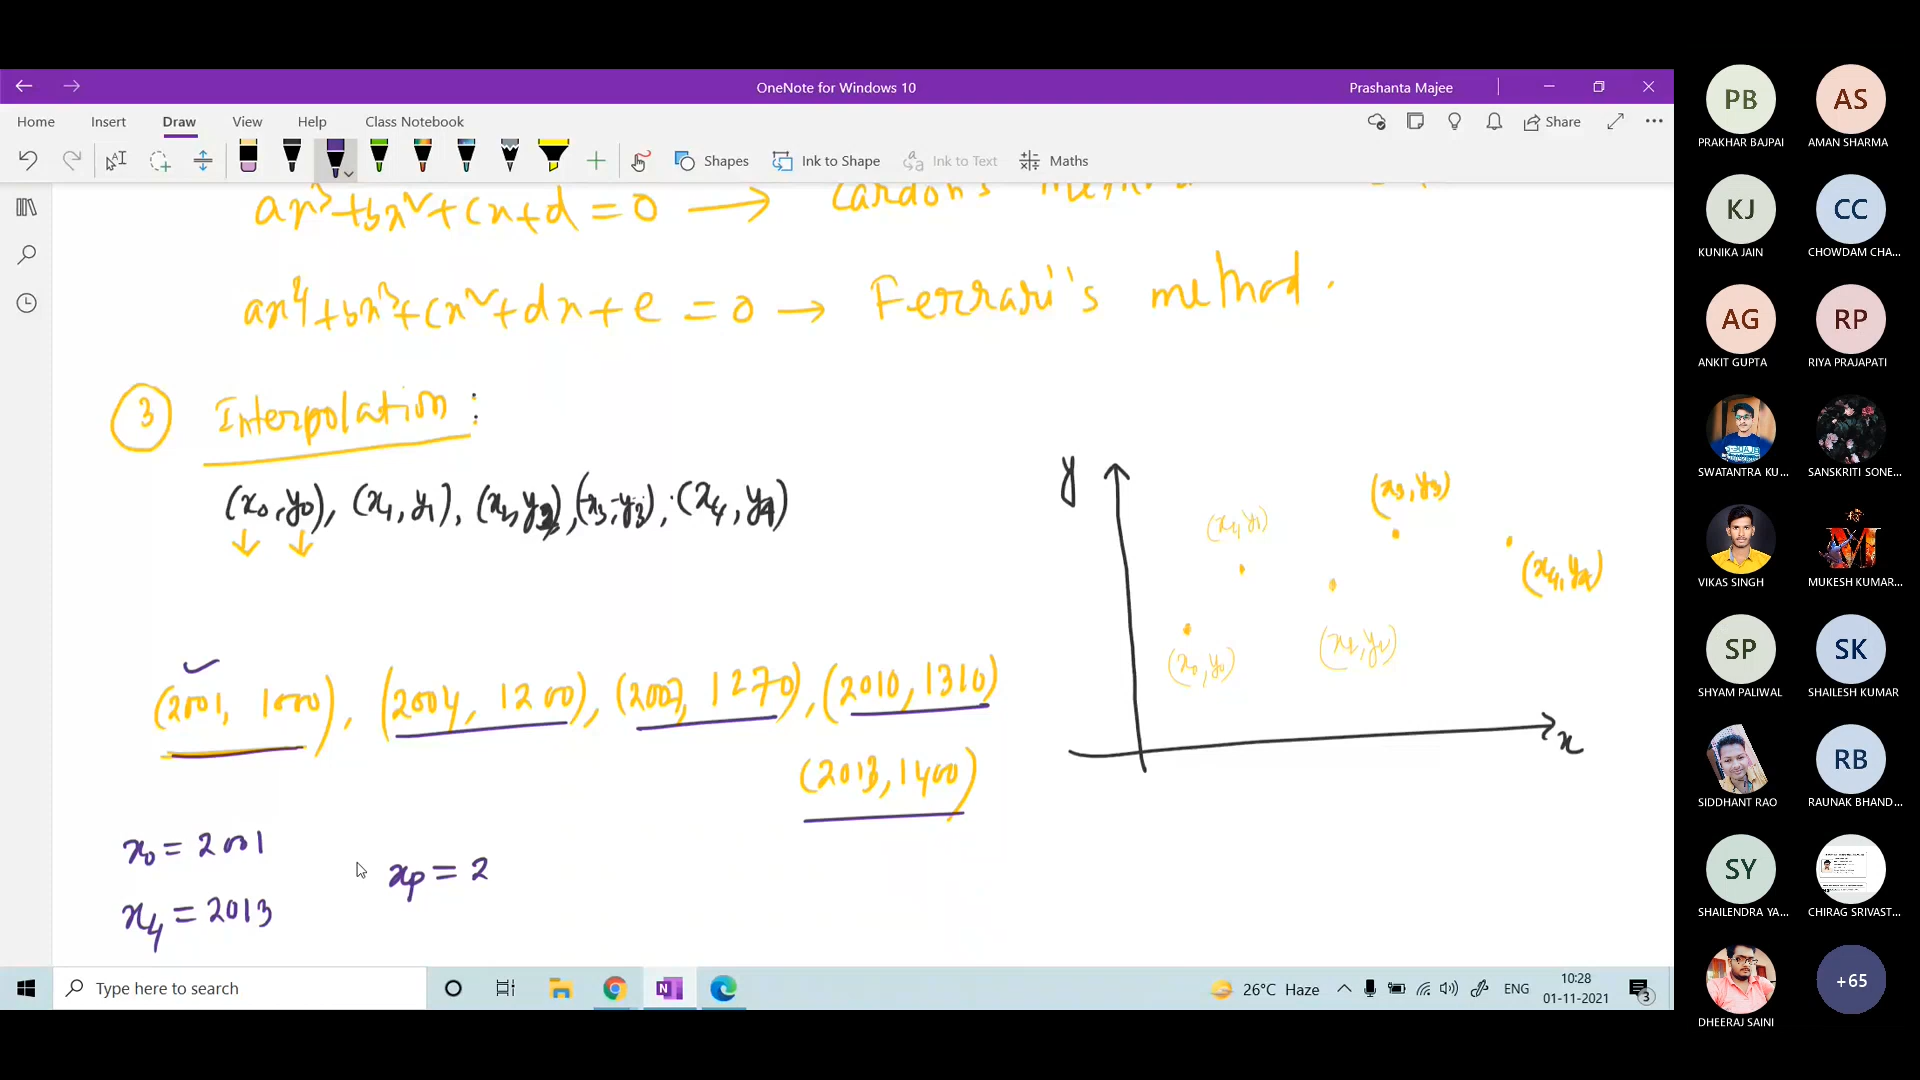 OneNote for Windows 10
Prashanta Majee
Home Insert Draw View Help Class Notebook
Share
Shapes Ink to Shape Ink to Text Maths
ax³+bx²+cx+d = 0 → Cardon's
ax⁴+bx³+cx²+dx+e = 0 → Ferrari's method.
3 Interpolation :
(x₀,y₀), (x₁,y₁), (x₂,y₂), (x₃,y₃), (x₄,y₄)
y
(x₁,y₁)
(x₃,y₃)
(x₄,y₄)
(x₀,y₀)
(x₂,y₂)
x
(2001, 1000), (2004, 1200), (2007, 1270), (2010, 1310)
(2013, 1400)
x₀ = 2001
xₚ = 2
x₄ = 2013
Type here to search
26°C Haze
ENG
10:28
01-11-2021
3
PB
PRAKHAR BAJPAI
AS
AMAN SHARMA
KJ
KUNIKA JAIN
CC
CHOWDAM CHA...
AG
ANKIT GUPTA
RP
RIYA PRAJAPATI
SWATANTRA KU...
SANSKRITI SONE...
VIKAS SINGH
MUKESH KUMAR...
SP
SHYAM PALIWAL
SK
SHAILESH KUMAR
SIDDHANT RAO
RB
RAUNAK BHAND...
SY
SHAILENDRA YA...
CHIRAG SRIVAST...
DHEERAJ SAINI
+65